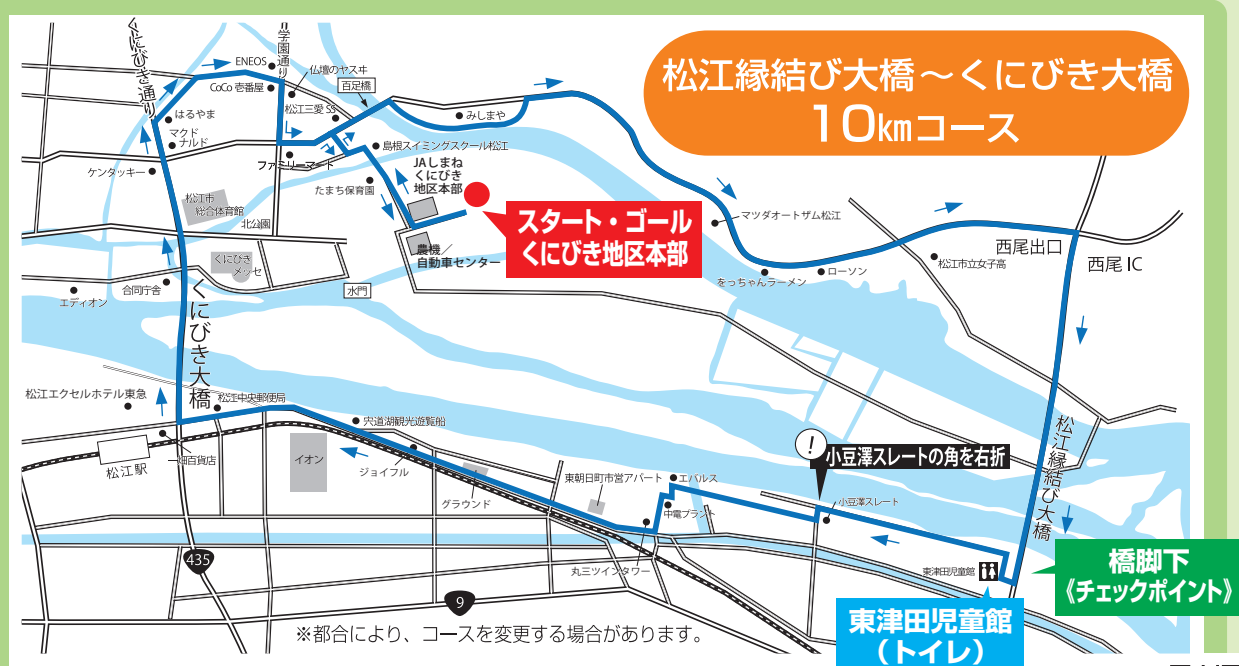 松江縁結び大橋～くにびき大橋
10kmコース
くにびき通り
学園通り
ENEOS
仏壇のヤスヰ
CoCo 壱番屋
百足橋
はるやま
松江三愛 SS
みしまや
マクド
ナルド
島根スイミングスクール松江
ファミリーマート
JAしまね
くにびき
地区本部
ケンタッキー
たまち保育園
松江市
総合体育館
北公園
スタート・ゴール
くにびき地区本部
マツダオートザム松江
西尾出口
西尾 IC
農機／
自動車センター
くにびき
メッセ
松江市立女子高
ローソン
をっちゃんラーメン
合同庁舎
水門
エディオン
くにびき大橋
松江エクセルホテル東急
松江中央郵便局
宍道湖観光遊覧船
松江縁結び大橋
!
小豆澤スレートの角を右折
一畑百貨店
松江駅
イオン
ジョイフル
東朝日町市営アパート
エバルス
グラウンド
中電プラント
小豆澤スレート
435
丸三ツインタワー
東津田児童館
橋脚下
《チェックポイント》
9
東津田児童館
（トイレ）
※都合により、コースを変更する場合があります。